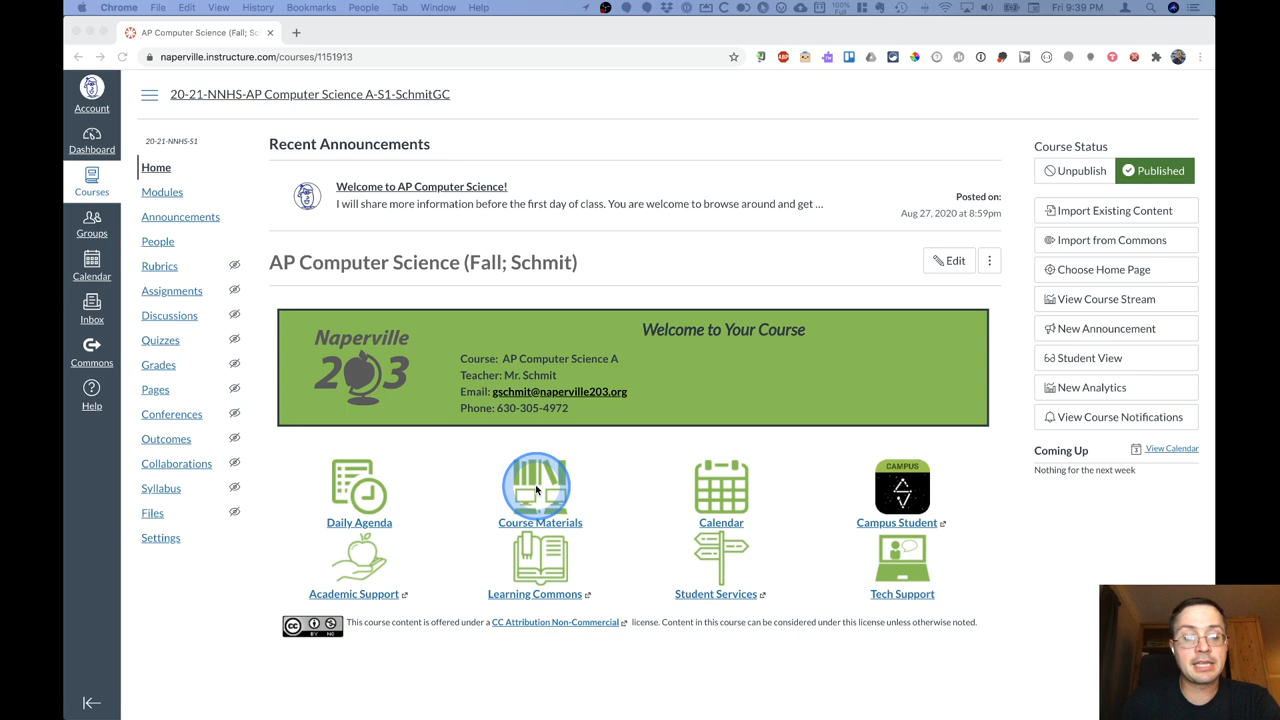 Chrome File Edit View History Bookmarks People Tab Window Help 100% Full Fri 9:39 PM
AP Computer Science (Fall; Sc
naperville.instructure.com/courses/1151913
Account
Dashboard
Courses
Groups
Calendar
Inbox
Commons
Help
20-21-NNHS-AP Computer Science A-S1-SchmitGC
20-21-NNHS-S1
Home
Modules
Announcements
People
Rubrics
Assignments
Discussions
Quizzes
Grades
Pages
Conferences
Outcomes
Collaborations
Syllabus
Files
Settings
Recent Announcements
Welcome to AP Computer Science!
I will share more information before the first day of class. You are welcome to browse around and get ...
Posted on:
Aug 27, 2020 at 8:59pm
AP Computer Science (Fall; Schmit)
Edit
Naperville
203
Welcome to Your Course
Course: AP Computer Science A
Teacher: Mr. Schmit
Email: gschmit@naperville203.org
Phone: 630-305-4972
CAMPUS
Daily Agenda
Course Materials
Calendar
Campus Student
Academic Support
Learning Commons
Student Services
Tech Support
CC BY NC
This course content is offered under a CC Attribution Non-Commercial license. Content in this course can be considered under this license unless otherwise noted.
Course Status
Unpublish Published
Import Existing Content
Import from Commons
Choose Home Page
View Course Stream
New Announcement
Student View
New Analytics
View Course Notifications
Coming Up View Calendar
Nothing for the next week